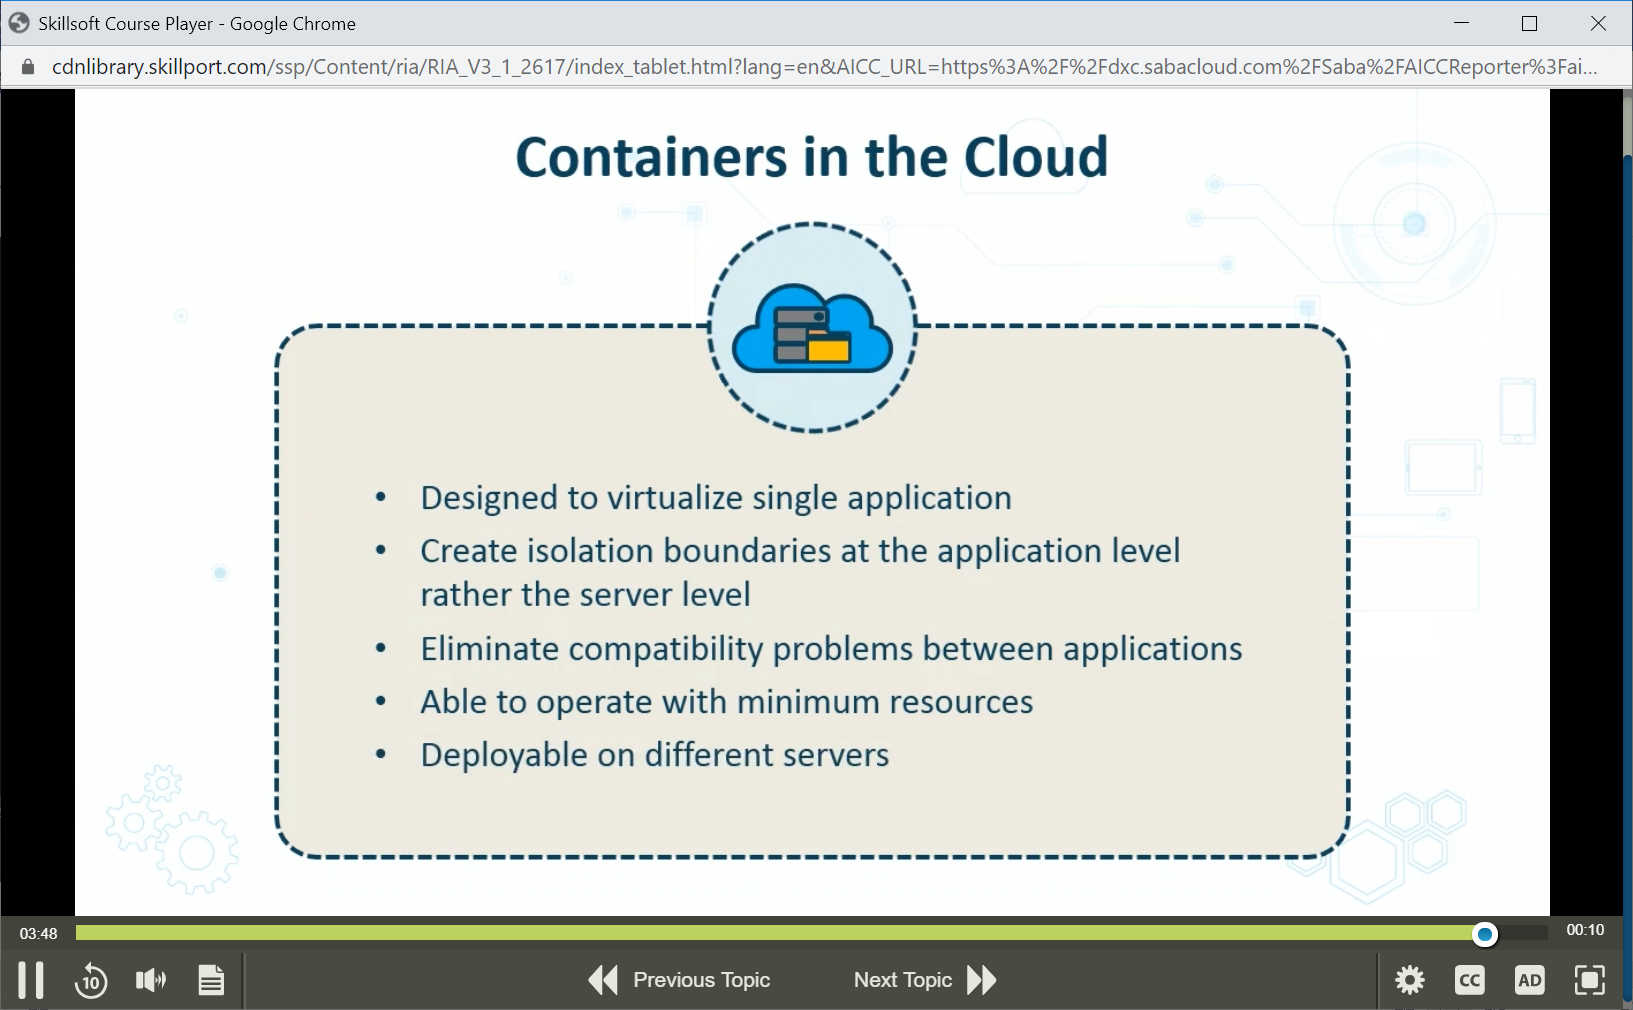 Skillsoft Course Player - Google Chrome
cdnlibrary.skillport.com/ssp/Content/ria/RIA_V3_1_2617/index_tablet.html?lang=en&AICC_URL=https%3A%2F%2Fdxc.sabacloud.com%2FSaba%2FAICCReporter%3Fai...
Containers in the Cloud
• Designed to virtualize single application
• Create isolation boundaries at the application level
rather the server level
• Eliminate compatibility problems between applications
• Able to operate with minimum resources
• Deployable on different servers
03:48
00:10
10
Previous Topic
Next Topic
CC
AD